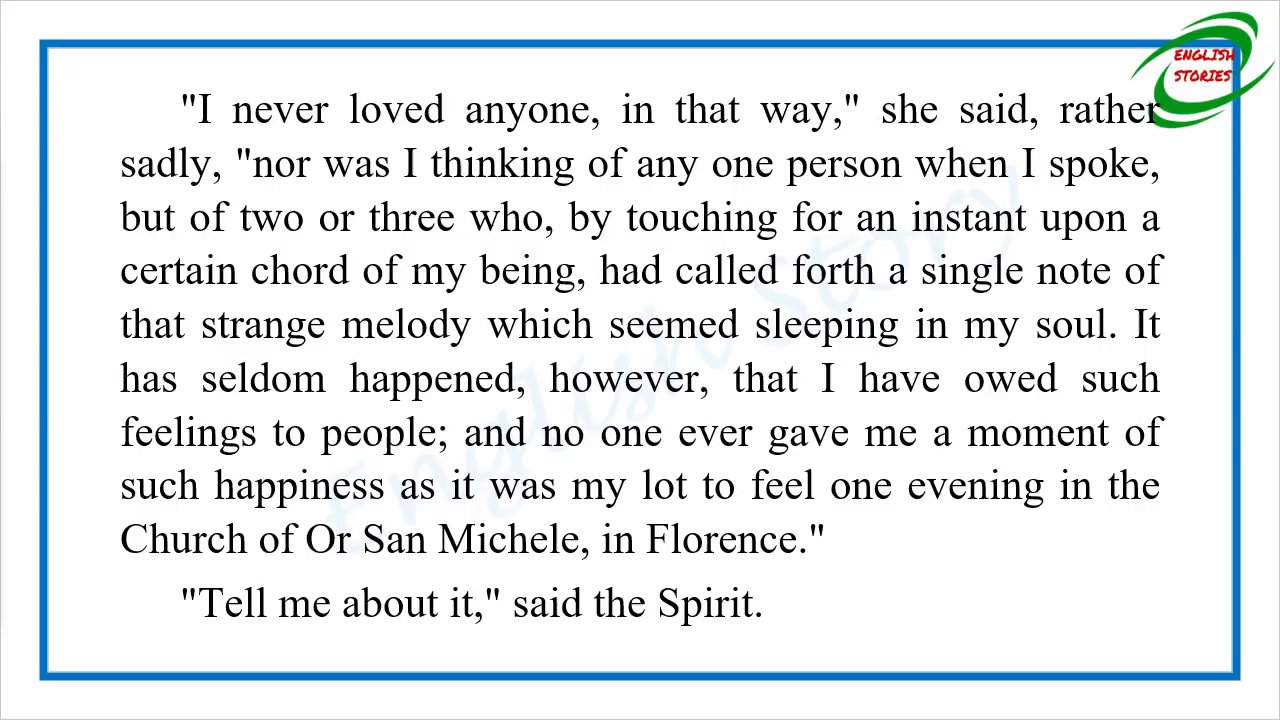 ENGLISH
STORIES
"I never loved anyone, in that way," she said, rather
sadly, "nor was I thinking of any one person when I spoke,
but of two or three who, by touching for an instant upon a
certain chord of my being, had called forth a single note of
that strange melody which seemed sleeping in my soul. It
has seldom happened, however, that I have owed such
feelings to people; and no one ever gave me a moment of
such happiness as it was my lot to feel one evening in the
Church of Or San Michele, in Florence."
"Tell me about it," said the Spirit.
English Story